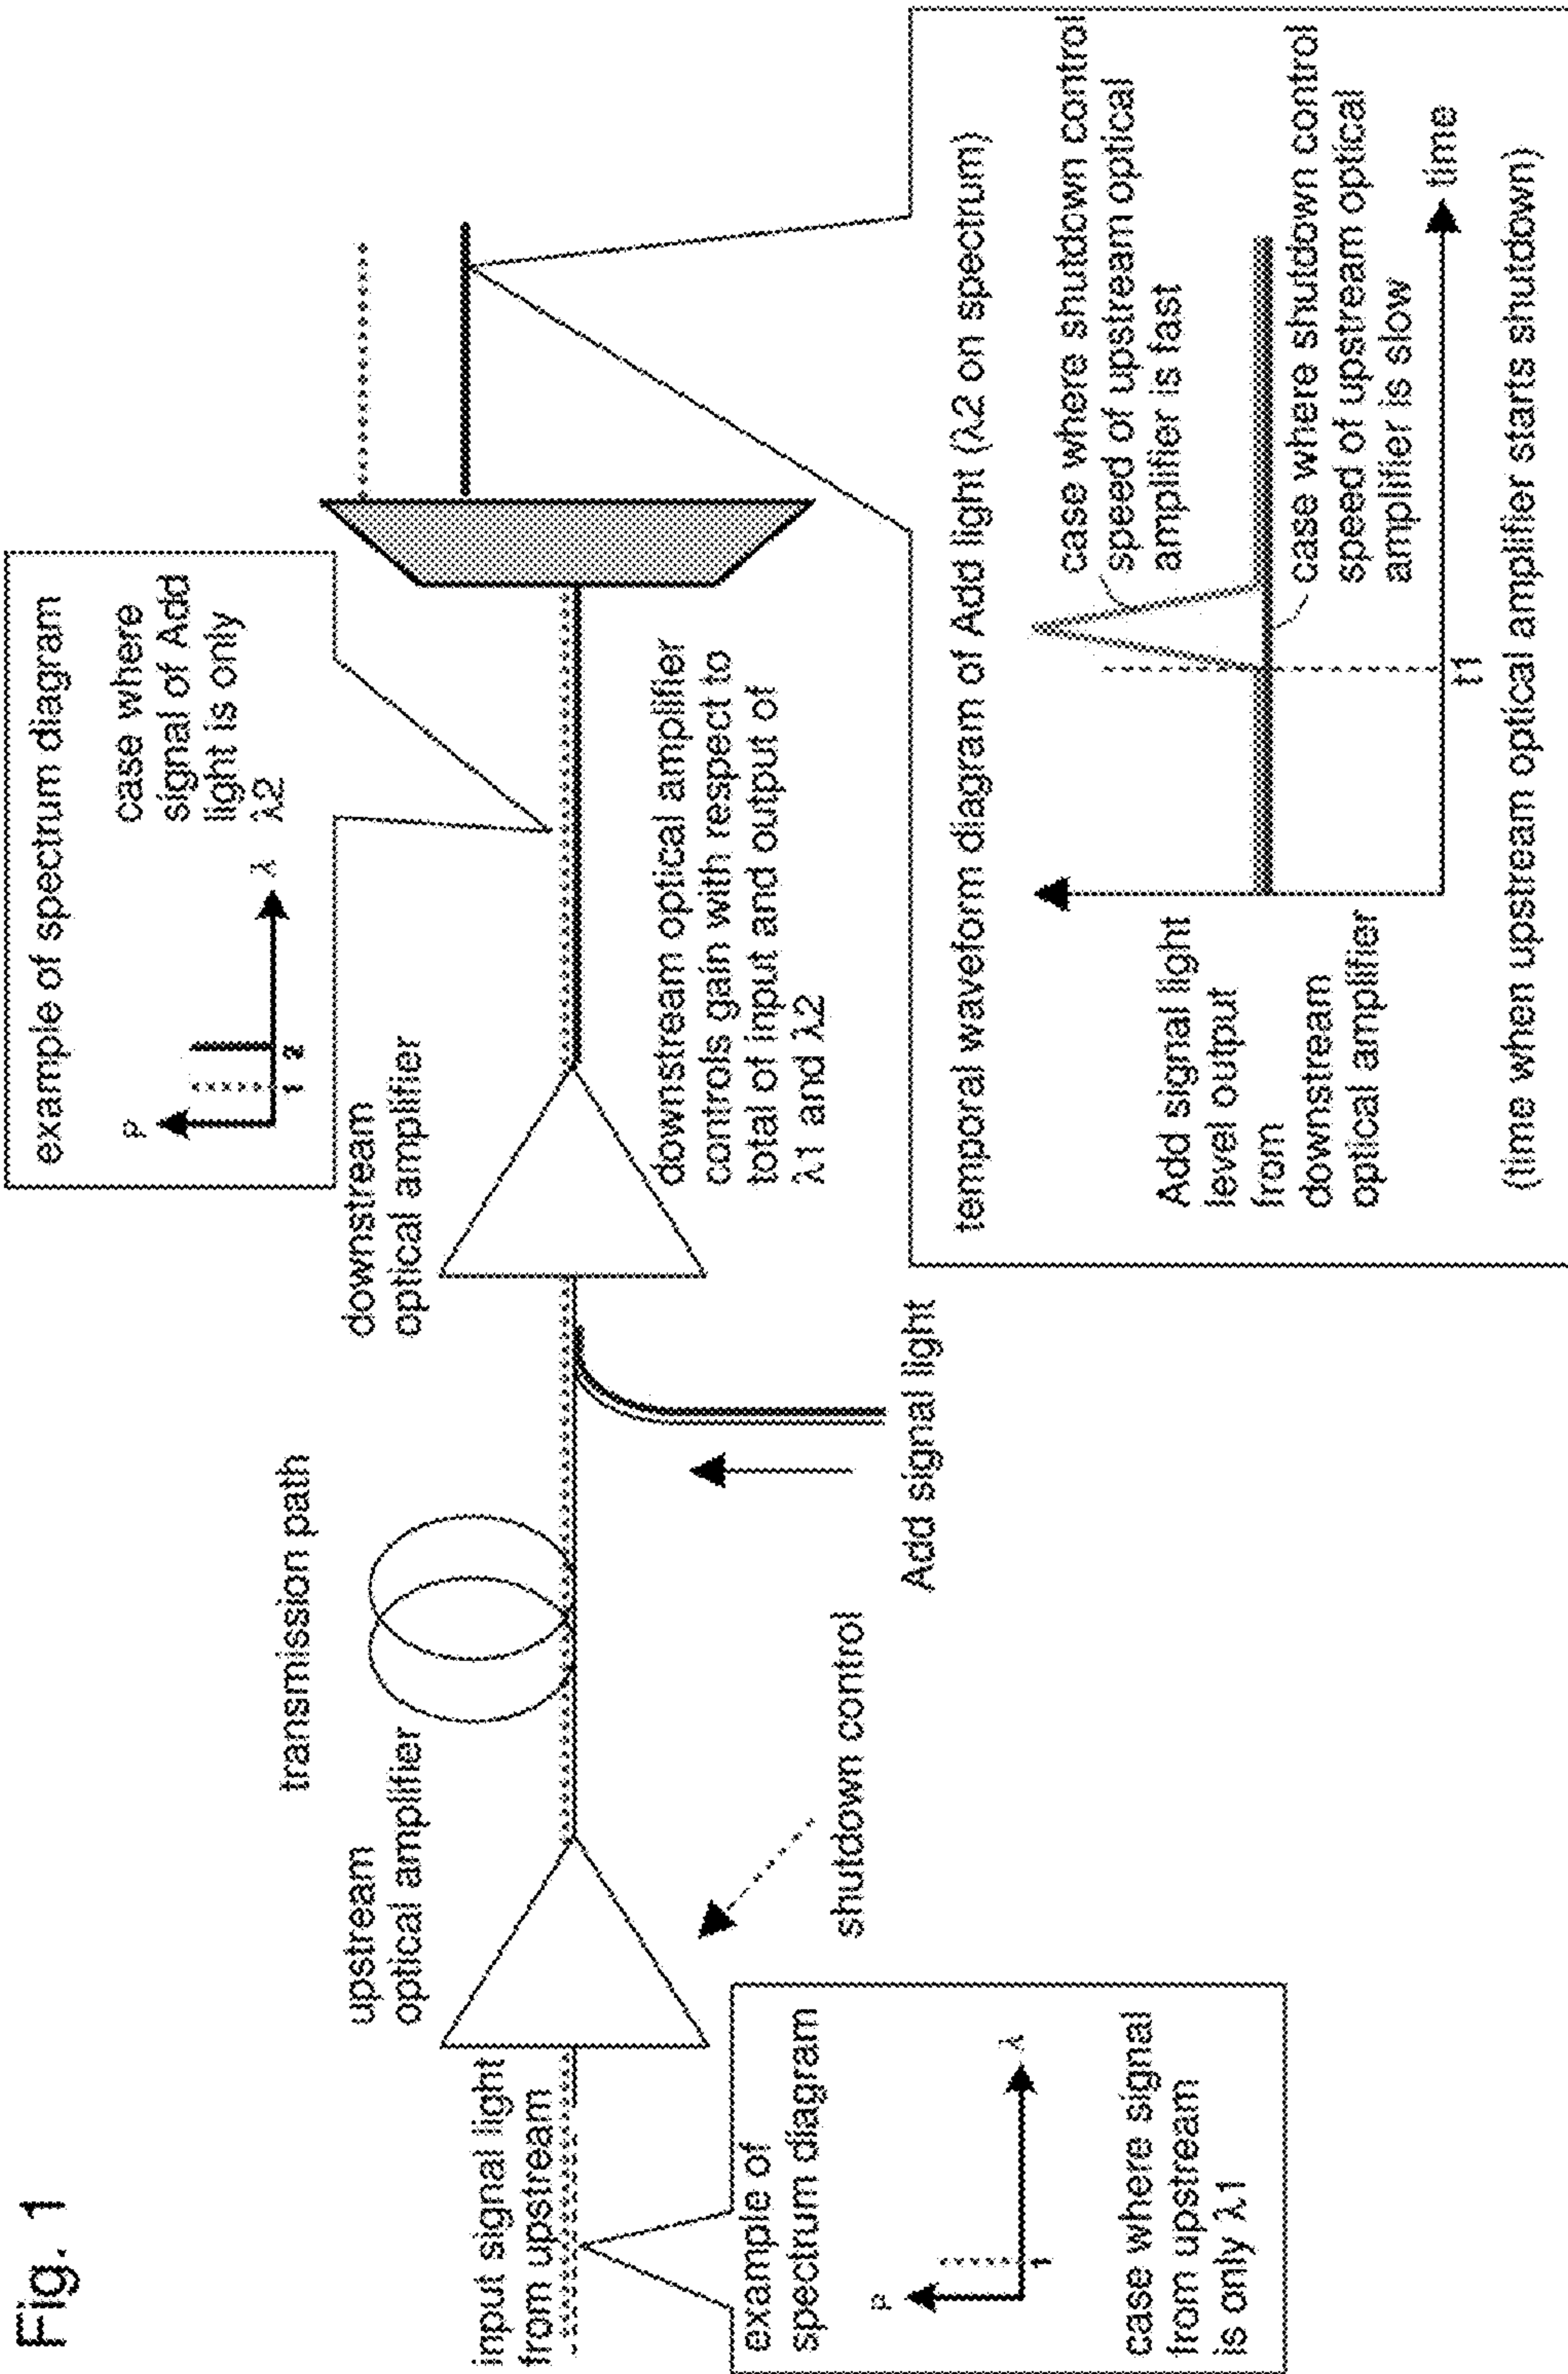 Fig. 1
input signal light
from upstream
upstream
optical amplifier
transmission path
downstream
optical amplifier
example of spectrum diagram
P
1
2
λ
case where
signal of Add
light is only
λ2
example of
spectrum diagram
P
1
λ
case where signal
from upstream
is only λ1
shutdown control
Add signal light
downstream optical amplifier
controls gain with respect to
total of input and output of
λ1 and λ2
temporal waveform diagram of Add light (λ2 on spectrum)
Add signal light
level output
from
downstream
optical amplifier
case where shutdown control
speed of upstream optical
amplifier is fast
case where shutdown control
speed of upstream optical
amplifier is slow
t1
time
(time when upstream optical amplifier starts shutdown)